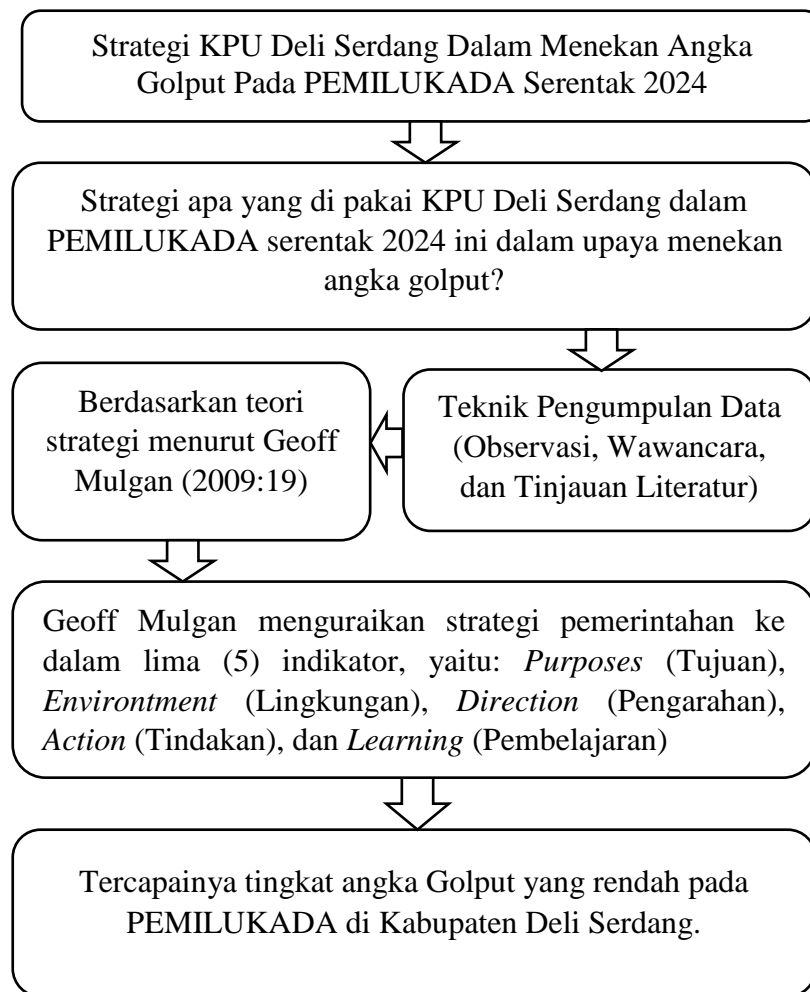 Strategi KPU Deli Serdang Dalam Menekan Angka
Golput Pada PEMILUKADA Serentak 2024
Strategi apa yang di pakai KPU Deli Serdang dalam
PEMILUKADA serentak 2024 ini dalam upaya menekan
angka golput?
Teknik Pengumpulan Data
(Observasi, Wawancara,
dan Tinjauan Literatur)
Berdasarkan teori
strategi menurut Geoff
Mulgan (2009:19)
Geoff Mulgan menguraikan strategi pemerintahan ke
dalam lima (5) indikator, yaitu: Purposes (Tujuan),
Environtment (Lingkungan), Direction (Pengarahan),
Action (Tindakan), dan Learning (Pembelajaran)
Tercapainya tingkat angka Golput yang rendah pada
PEMILUKADA di Kabupaten Deli Serdang.